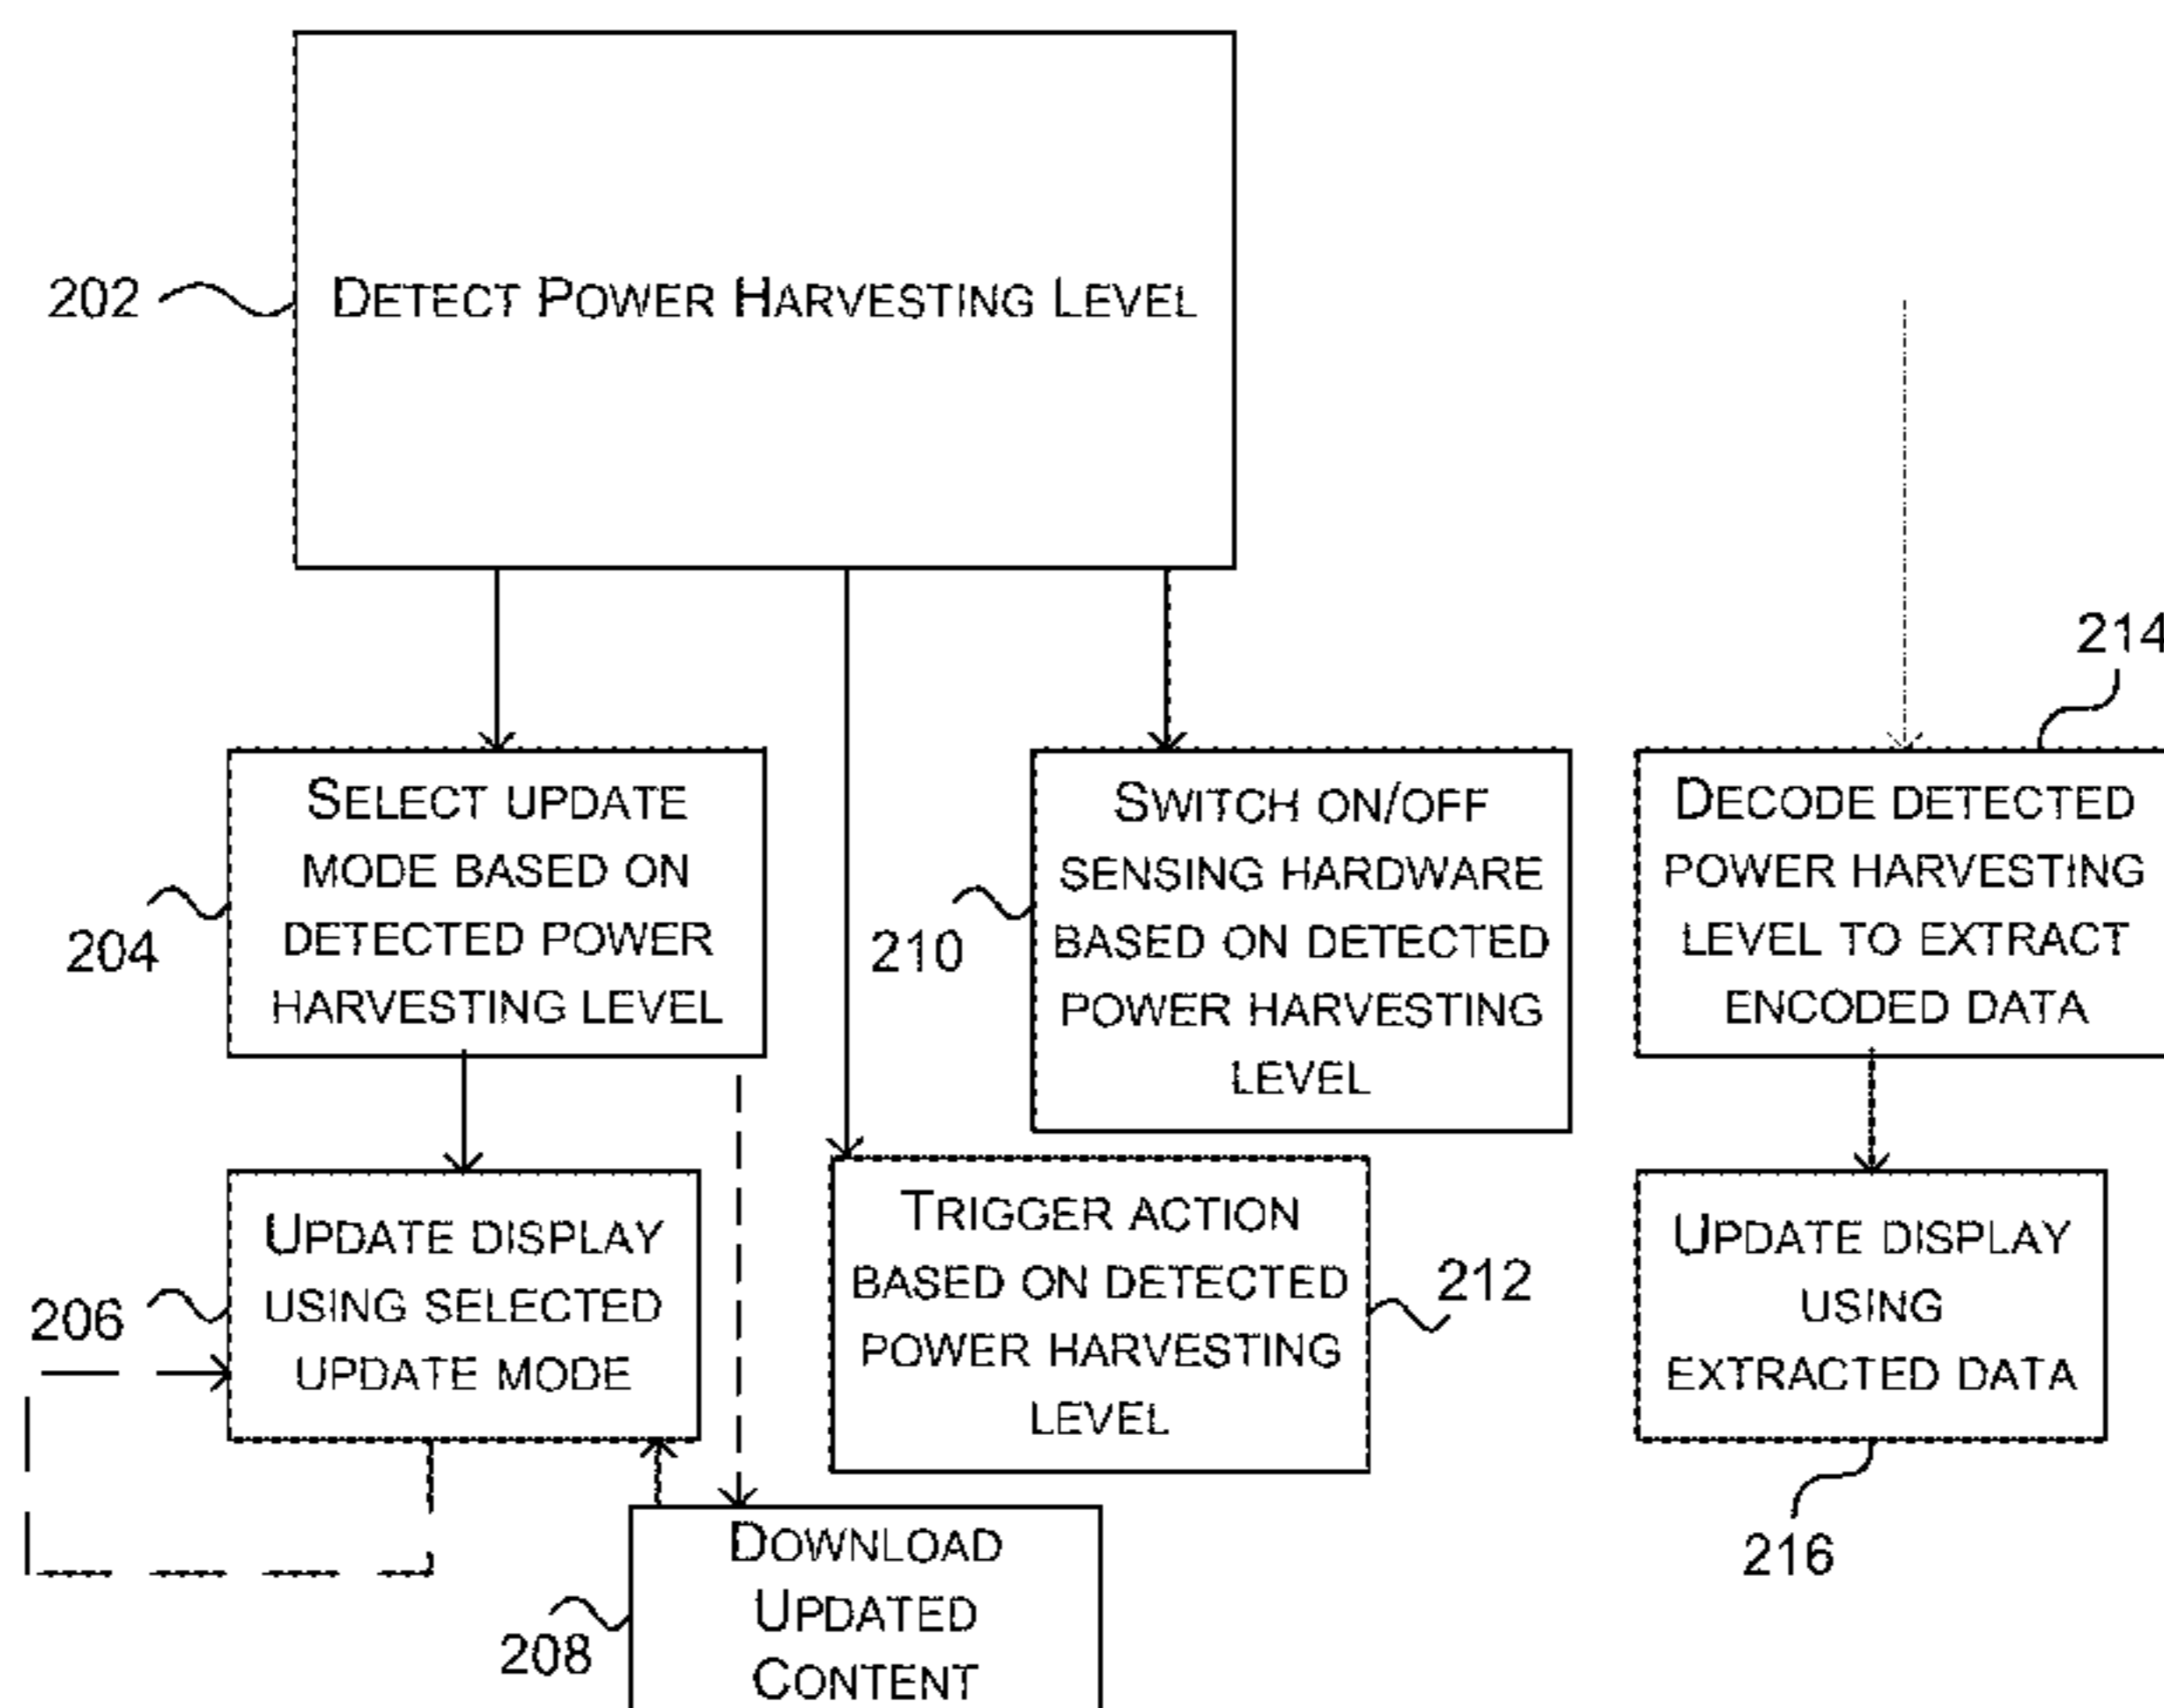 202
DETECT POWER HARVESTING LEVEL
214
SELECT UPDATE
MODE BASED ON
DETECTED POWER
HARVESTING LEVEL
204
SWITCH ON/OFF
SENSING HARDWARE
BASED ON DETECTED
POWER HARVESTING
LEVEL
210
DECODE DETECTED
POWER HARVESTING
LEVEL TO EXTRACT
ENCODED DATA
UPDATE DISPLAY
USING SELECTED
UPDATE MODE
206
TRIGGER ACTION
BASED ON DETECTED
POWER HARVESTING
LEVEL
212
UPDATE DISPLAY
USING
EXTRACTED DATA
216
DOWNLOAD
UPDATED
CONTENT
208